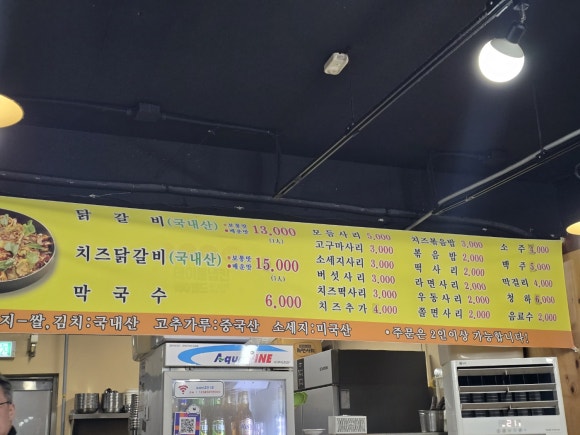 닭갈비(국내산) •보통맛 •매운맛 13,000 (1人)
치즈닭갈비(국내산) •보통맛 •매운맛 15,000 (1人)
막국수 6,000
모듬사리 5,000
고구마사리 3,000
소세지사리 3,000
버섯사리 3,000
치즈떡사리 3,000
치즈추가 4,000
치즈볶음밥 3,000
볶음밥 2,000
떡사리 2,000
라면사리 2,000
우동사리 2,000
쫄면사리 2,000
소주 ,000
맥주 5,000
막걸리 4,000
청하 6,000
음료수 2,000
지-쌀,김치:국내산 고추가루:중국산 소세지:미국산 •주문은 2인이상 가능합니다!
AquaFINE
21